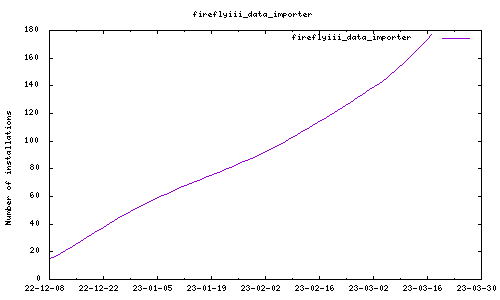 fireflyiii_data_importer
180
fireflyiii_data_importer
160
140
120
100
80
60
40
20
0
Number of installations
22-12-08 22-12-22 23-01-05 23-01-19 23-02-02 23-02-16 23-03-02 23-03-16 23-03-30